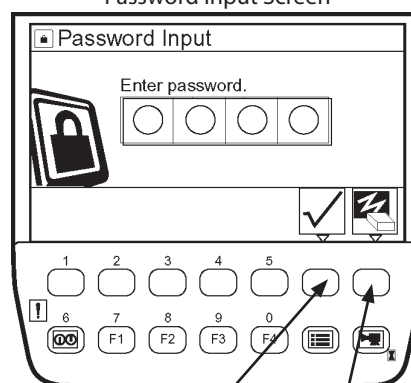 Password Input Screen
Password Input
Enter password.
1 2 3 4 5
6 7 8 9 0
F1 F2 F3 F4